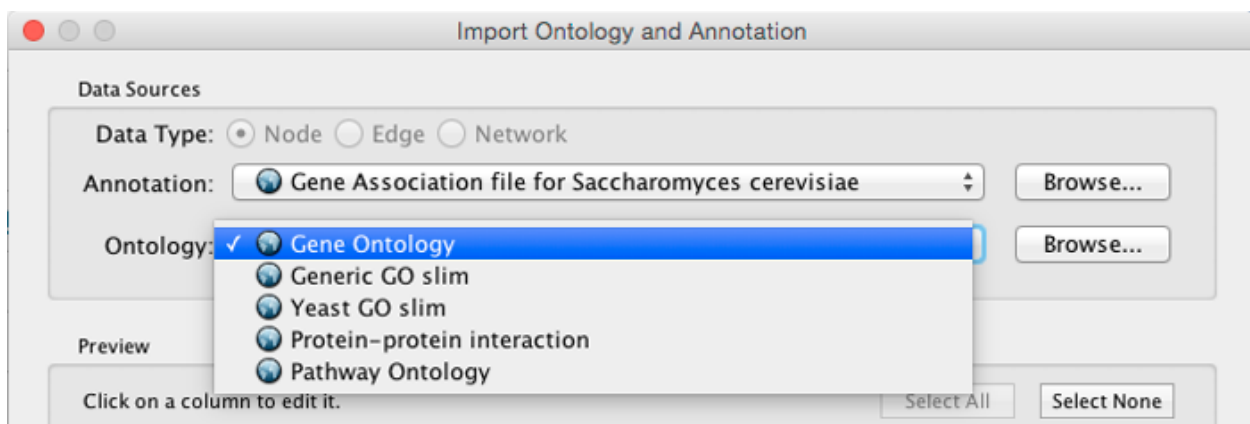 Import Ontology and Annotation
Data Sources
Data Type: Node Edge Network
Annotation: Gene Association file for Saccharomyces cerevisiae Browse...
Ontology: ✓ Gene Ontology Browse...
Generic GO slim
Yeast GO slim
Protein-protein interaction
Pathway Ontology
Preview
Click on a column to edit it. Select All Select None